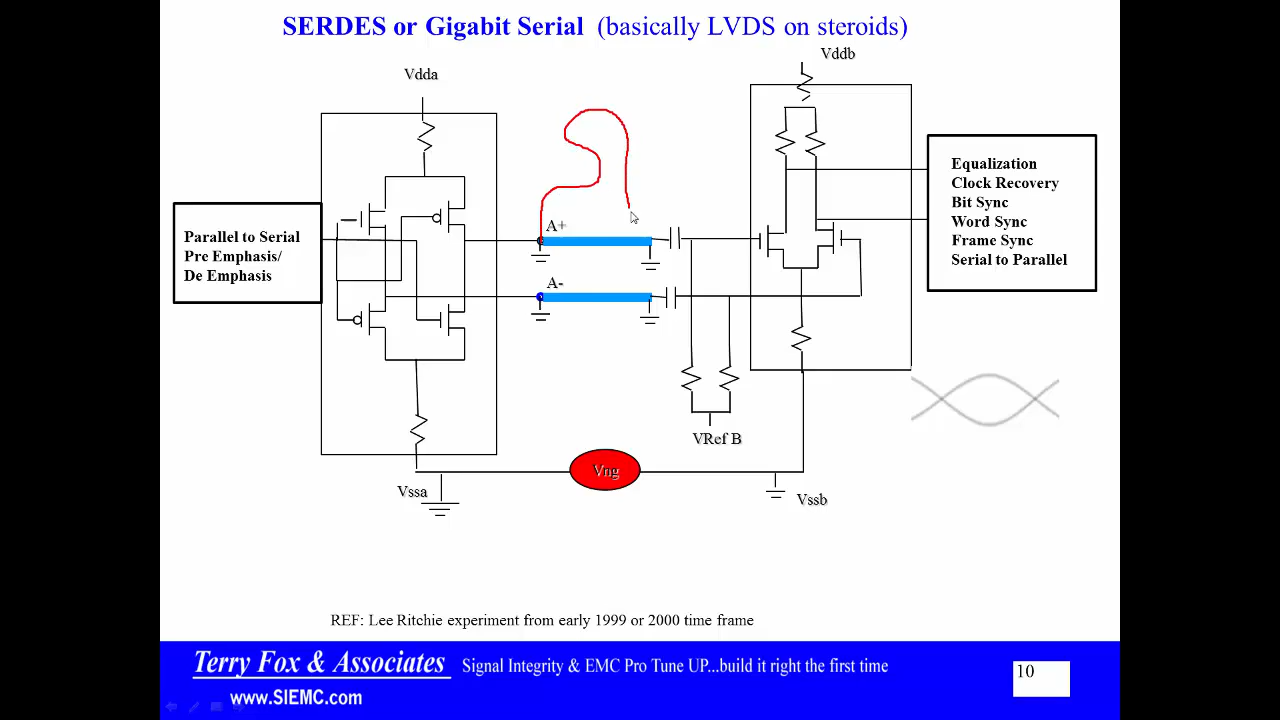 SERDES or Gigabit Serial (basically LVDS on steroids)
Vddb
Vdda
Equalization
Clock Recovery
Bit Sync
Word Sync
Frame Sync
Serial to Parallel
Parallel to Serial
Pre Emphasis/
De Emphasis
A+
A-
VRef B
Vng
Vssa
Vssb
REF: Lee Ritchie experiment from early 1999 or 2000 time frame
Terry Fox & Associates
Signal Integrity & EMC Pro Tune UP...build it right the first time
www.SIEMC.com
10